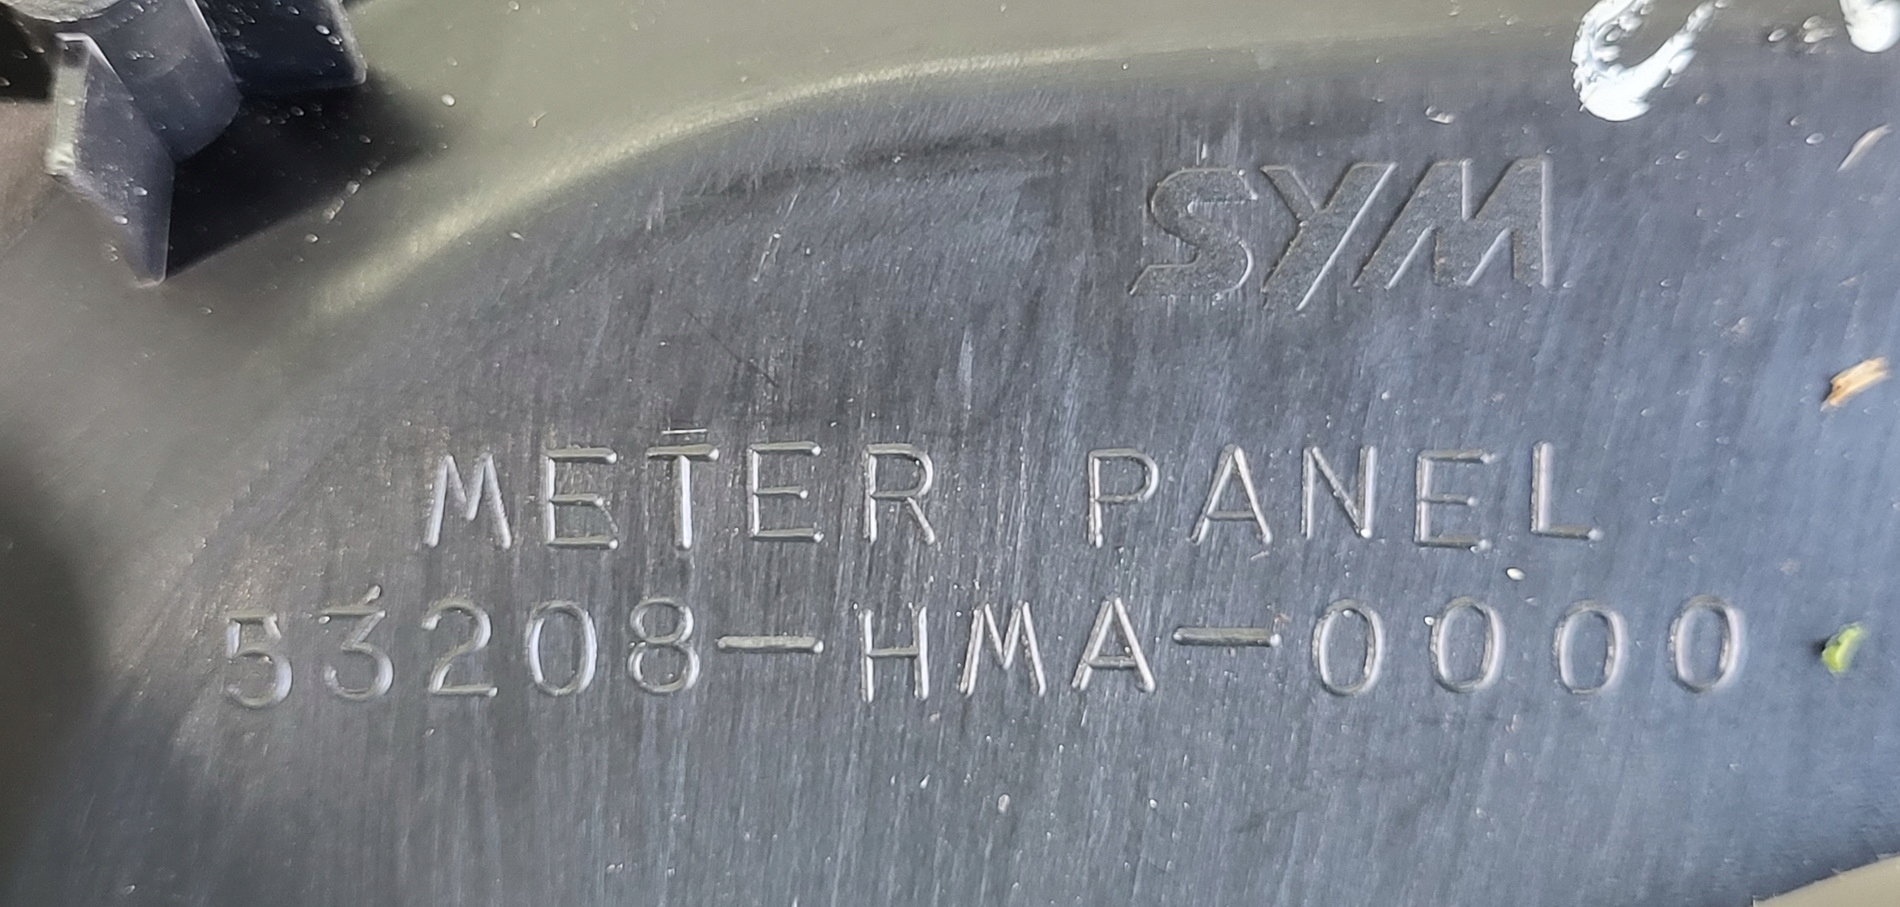 SYM
METER PANEL
53208-HMA-0000